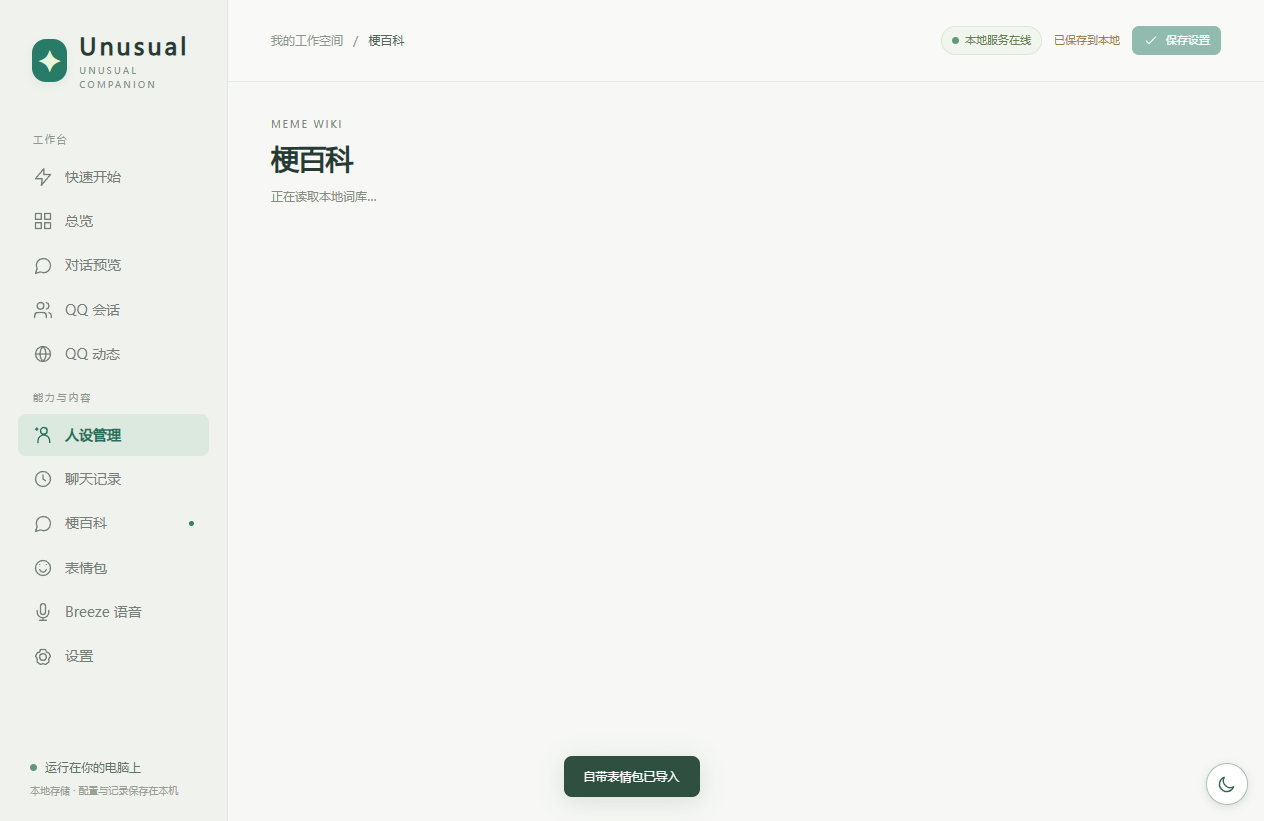 Unusual
UNUSUAL
COMPANION
工作台
快速开始
总览
对话预览
QQ 会话
QQ 动态
能力与内容
人设管理
聊天记录
梗百科
表情包
Breeze 语音
设置
运行在你的电脑上
本地存储 · 配置与记录保存在本机
我的工作空间 / 梗百科
本地服务在线
已保存到本地
保存设置
MEME WIKI
梗百科
正在读取本地词库...
自带表情包已导入